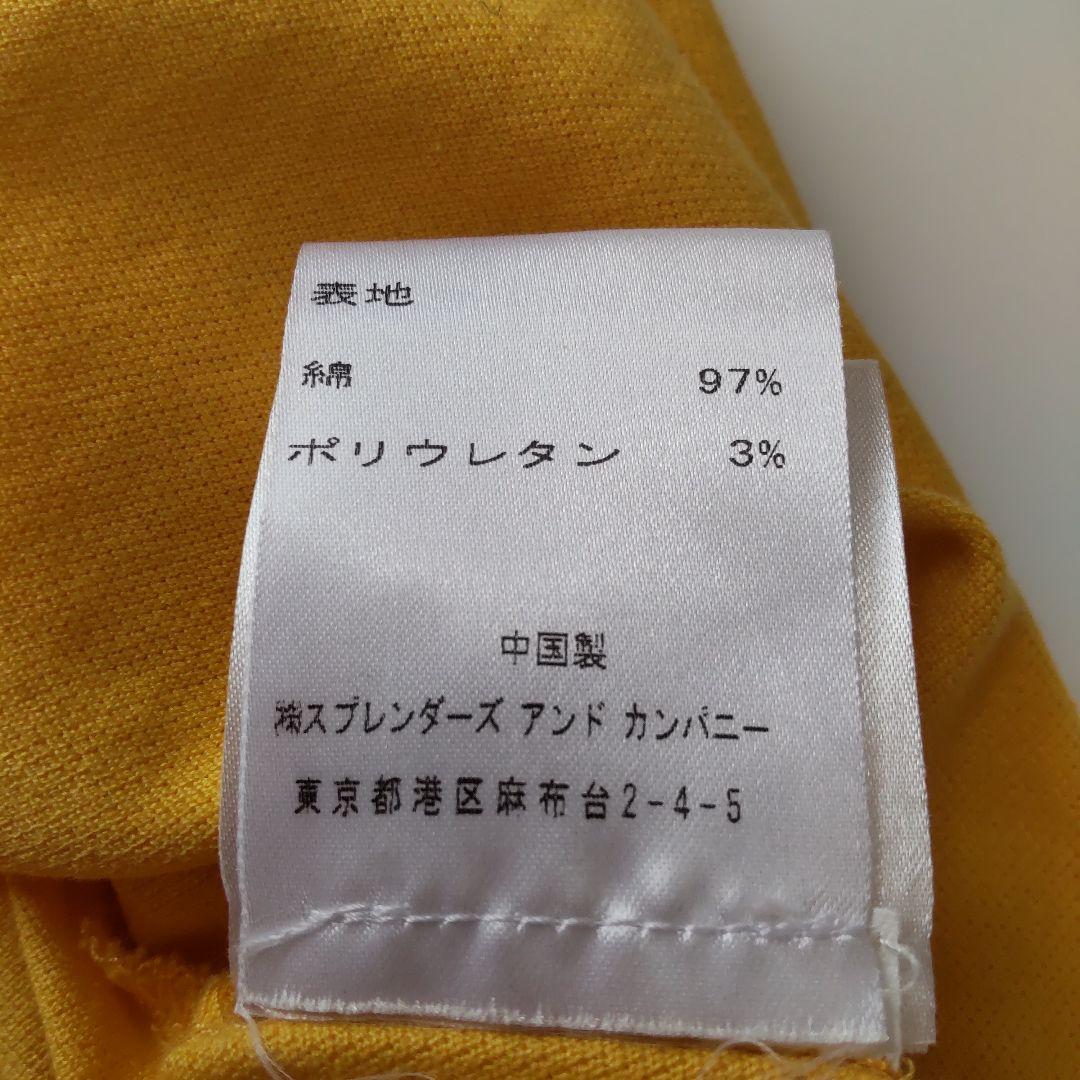 表地
綿 97%
ポリウレタン 3%
中国製
㈱スプレンダーズ アンド カンパニー
東京都港区麻布台2-4-5